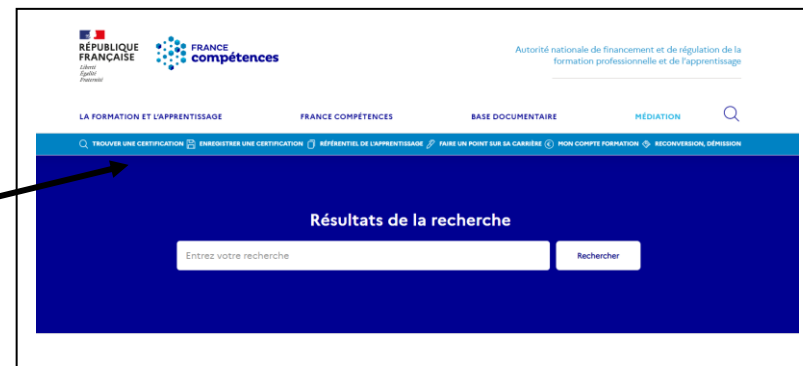 RÉPUBLIQUE
FRANÇAISE
Liberté
Égalité
Fraternité
FRANCE
compétences
Autorité nationale de financement et de régulation de la
formation professionnelle et de l'apprentissage
LA FORMATION ET L'APPRENTISSAGE FRANCE COMPÉTENCES BASE DOCUMENTAIRE MÉDIATION
TROUVER UNE CERTIFICATION ENREGISTRER UNE CERTIFICATION RÉFÉRENTIEL DE L'APPRENTISSAGE FAIRE UN POINT SUR SA CARRIÈRE MON COMPTE FORMATION RECONVERSION, DÉMISSION
Résultats de la recherche
Entrez votre recherche Rechercher